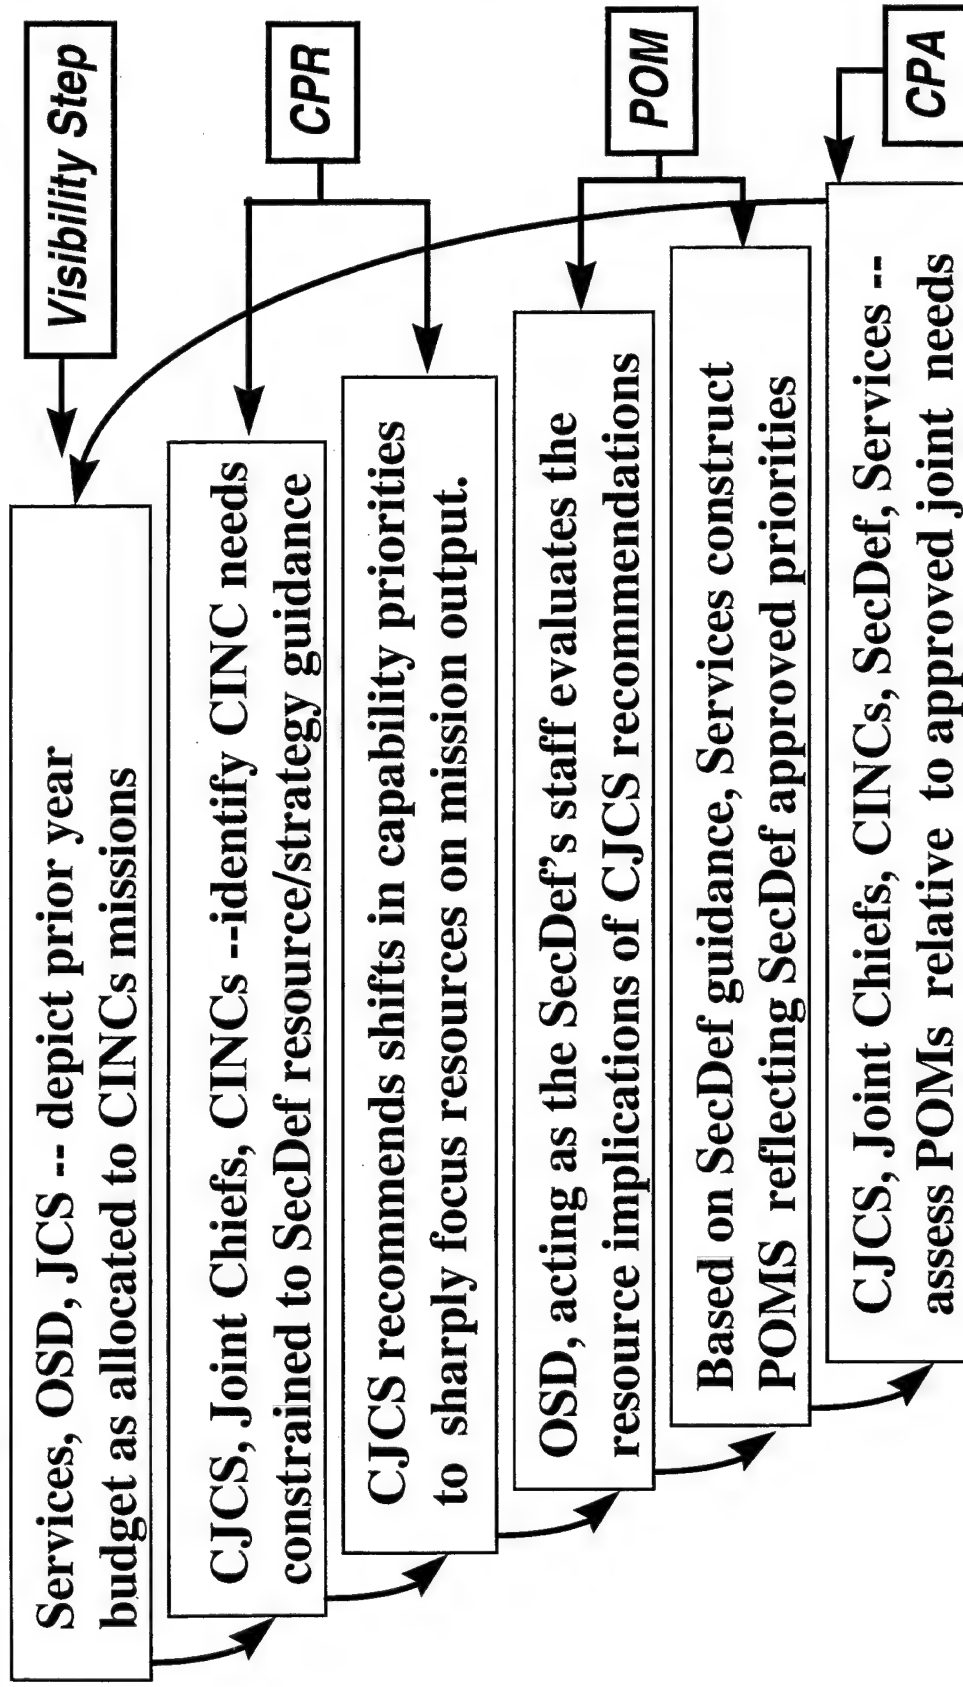 Services, OSD, JCS -- depict prior year
budget as allocated to CINCs missions
Visibility Step
CJCS, Joint Chiefs, CINCs --identify CINC needs
constrained to SecDef resource/strategy guidance
CPR
CJCS recommends shifts in capability priorities
to sharply focus resources on mission output.
OSD, acting as the SecDef's staff evaluates the
resource implications of CJCS recommendations
POM
Based on SecDef guidance, Services construct
POMS reflecting SecDef approved priorities
CJCS, Joint Chiefs, CINCs, SecDef, Services --
assess POMs relative to approved joint needs
CPA